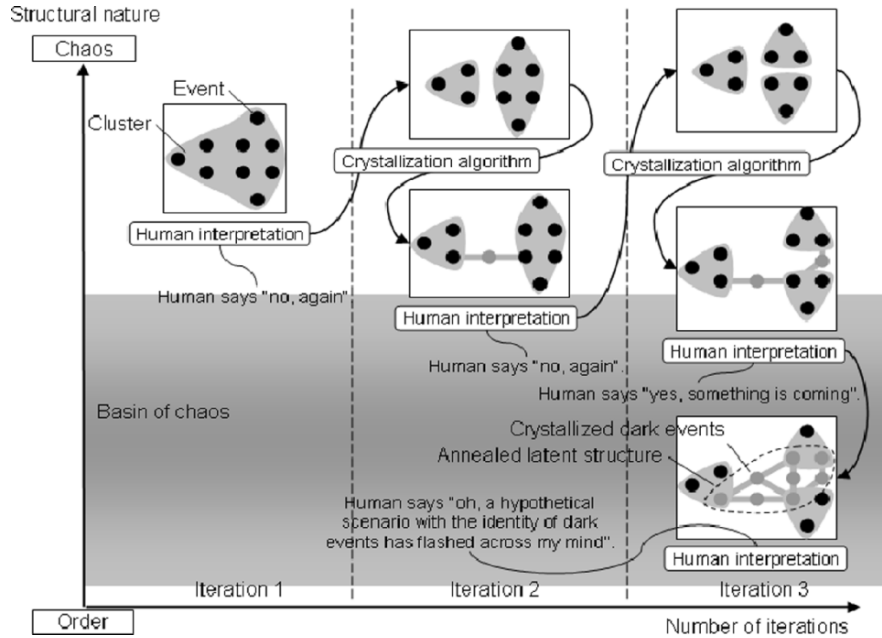 Structural nature
Chaos
Event
Cluster
Human interpretation
Human says "no, again"
Crystallization algorithm
Human interpretation
Human says "no, again".
Crystallization algorithm
Human interpretation
Human says "yes, something is coming".
Basin of chaos
Crystallized dark events
Annealed latent structure
Human says "oh, a hypothetical
scenario with the identity of dark
events has flashed across my mind".
Human interpretation
Iteration 1
Iteration 2
Iteration 3
Order
Number of iterations